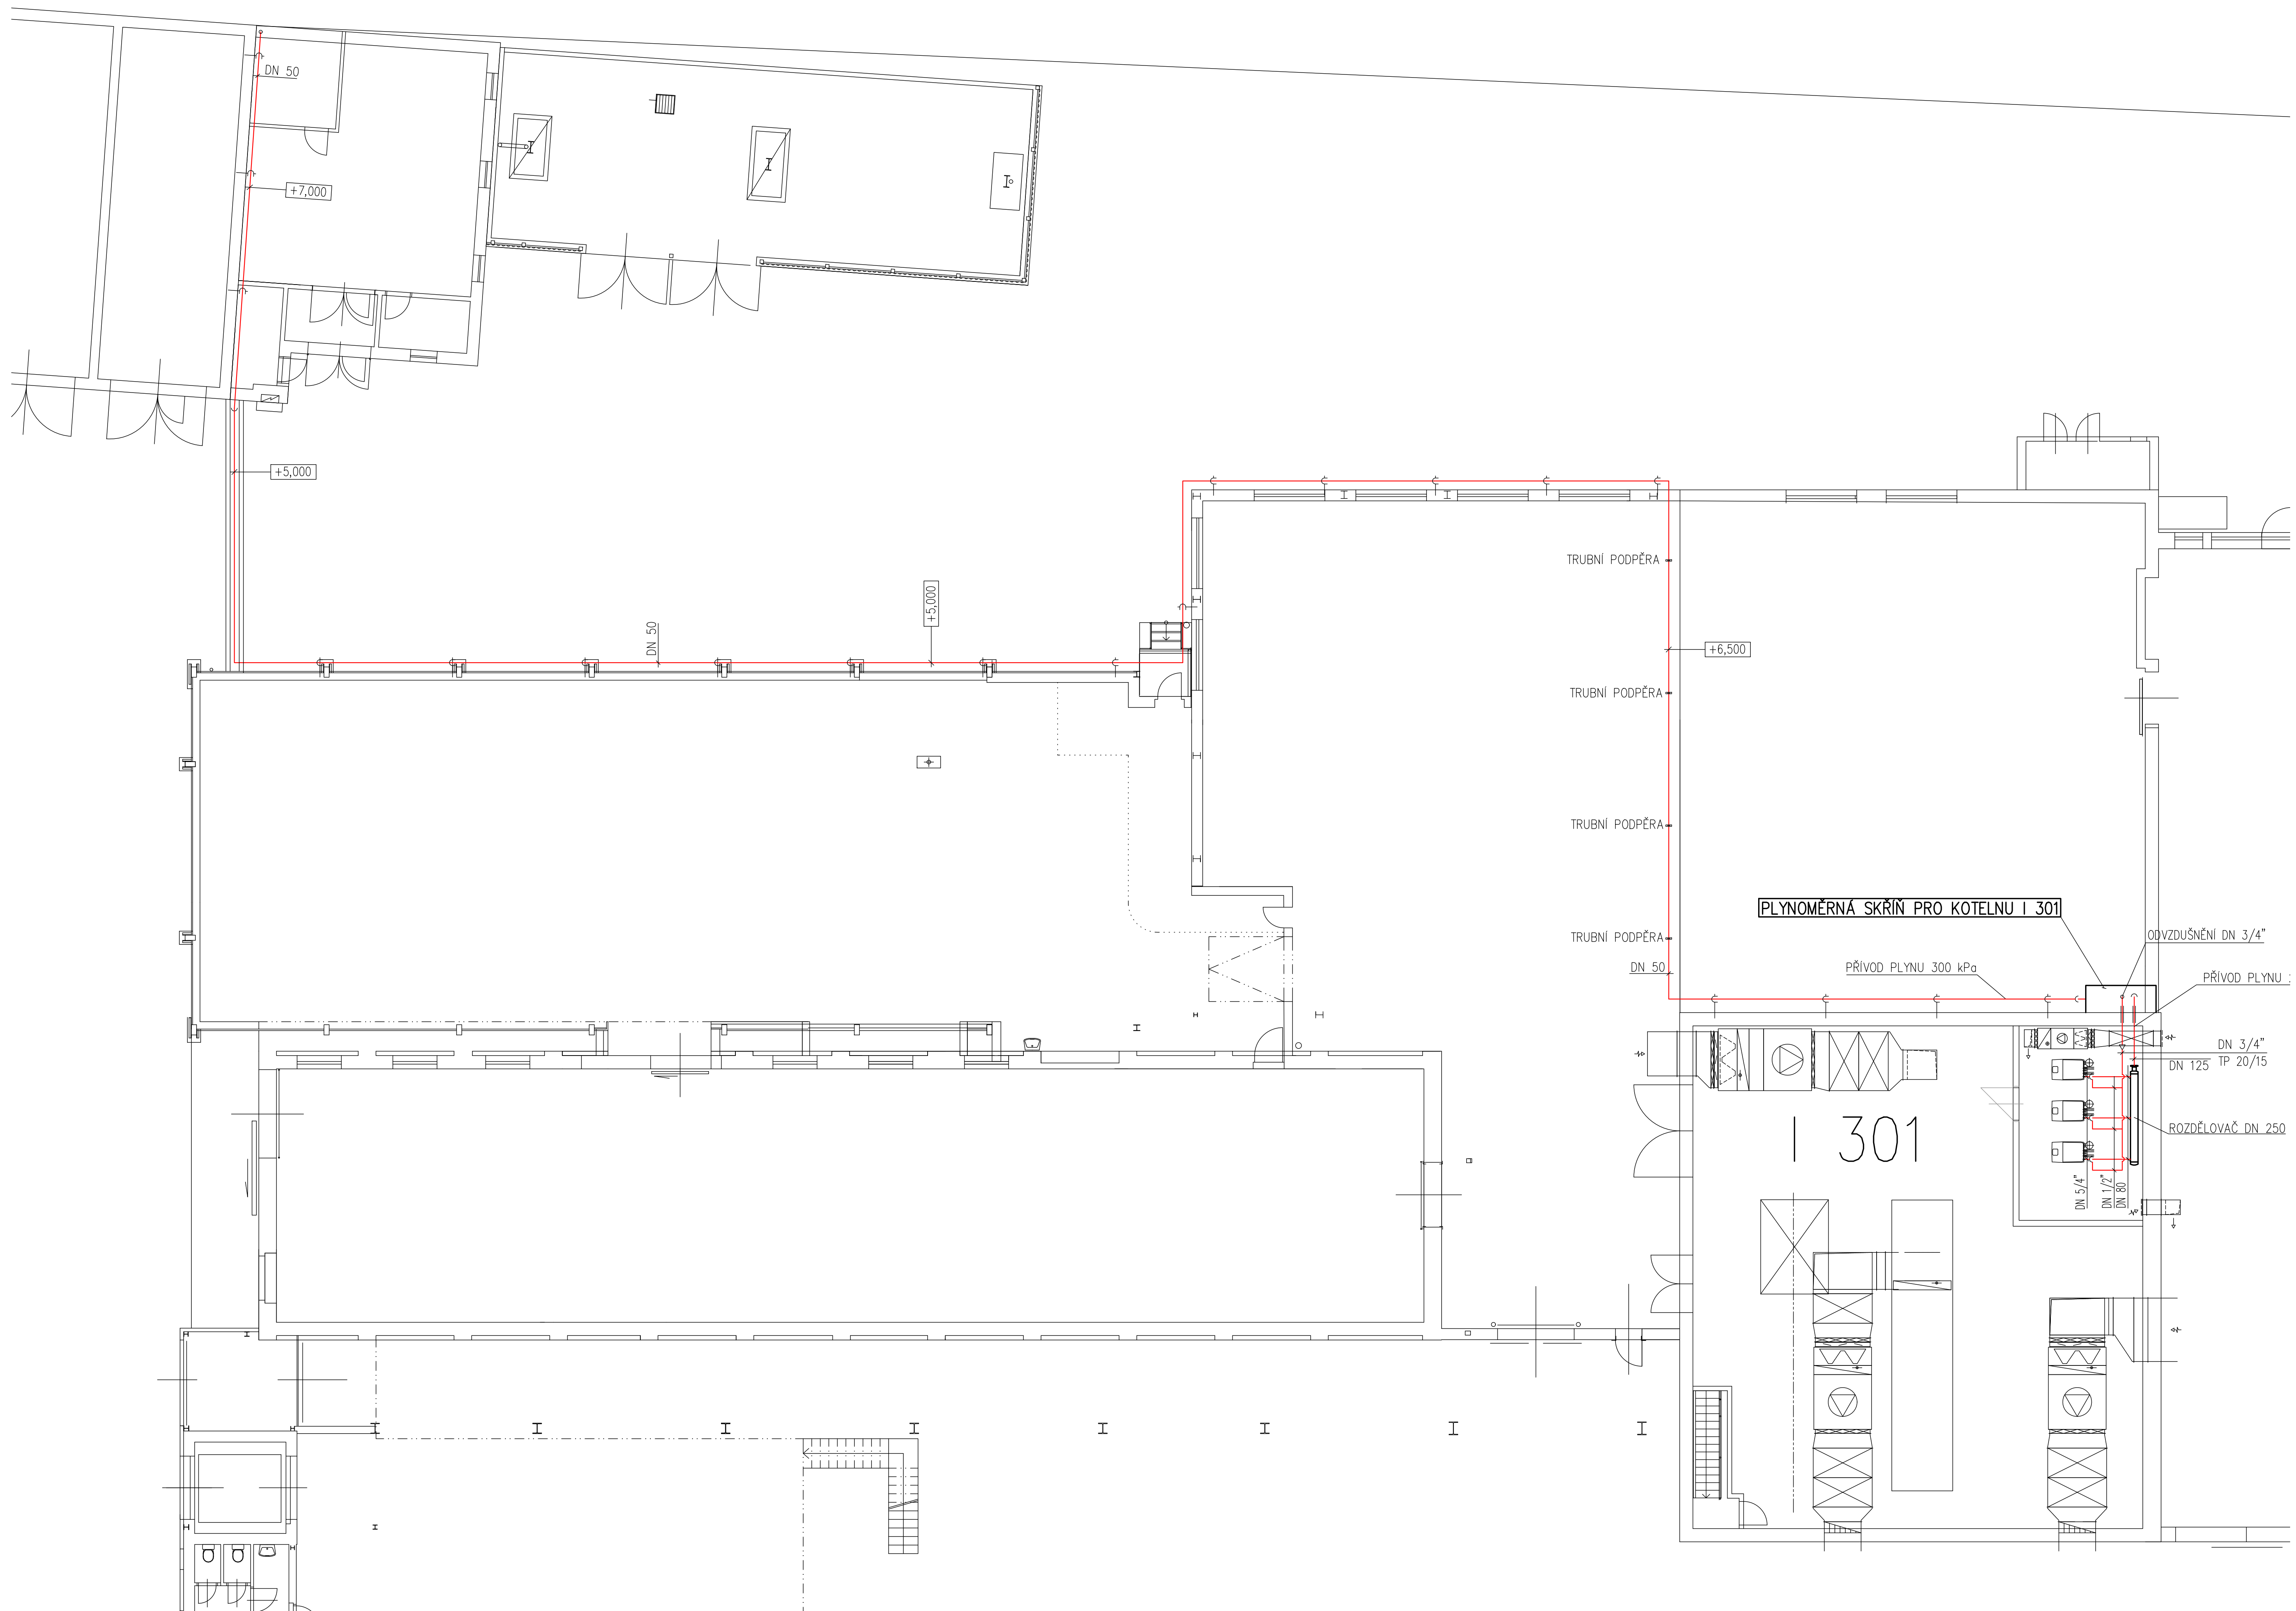 DN 50
+7,000
+5,000
+5,000
DN 50
TRUBNÍ PODPĚRA
+6,500
TRUBNÍ PODPĚRA
TRUBNÍ PODPĚRA
PLYNOMĚRNÁ SKŘÍŇ PRO KOTELNU I 301
TRUBNÍ PODPĚRA
ODVZDUŠNĚNÍ DN 3/4"
DN 50
PŘÍVOD PLYNU 300 kPa
PŘÍVOD PLYNU
DN 3/4"
DN 125
TP 20/15
I 301
ROZDĚLOVAČ DN 250
DN 5/4"
DN 1/2"
DN 80